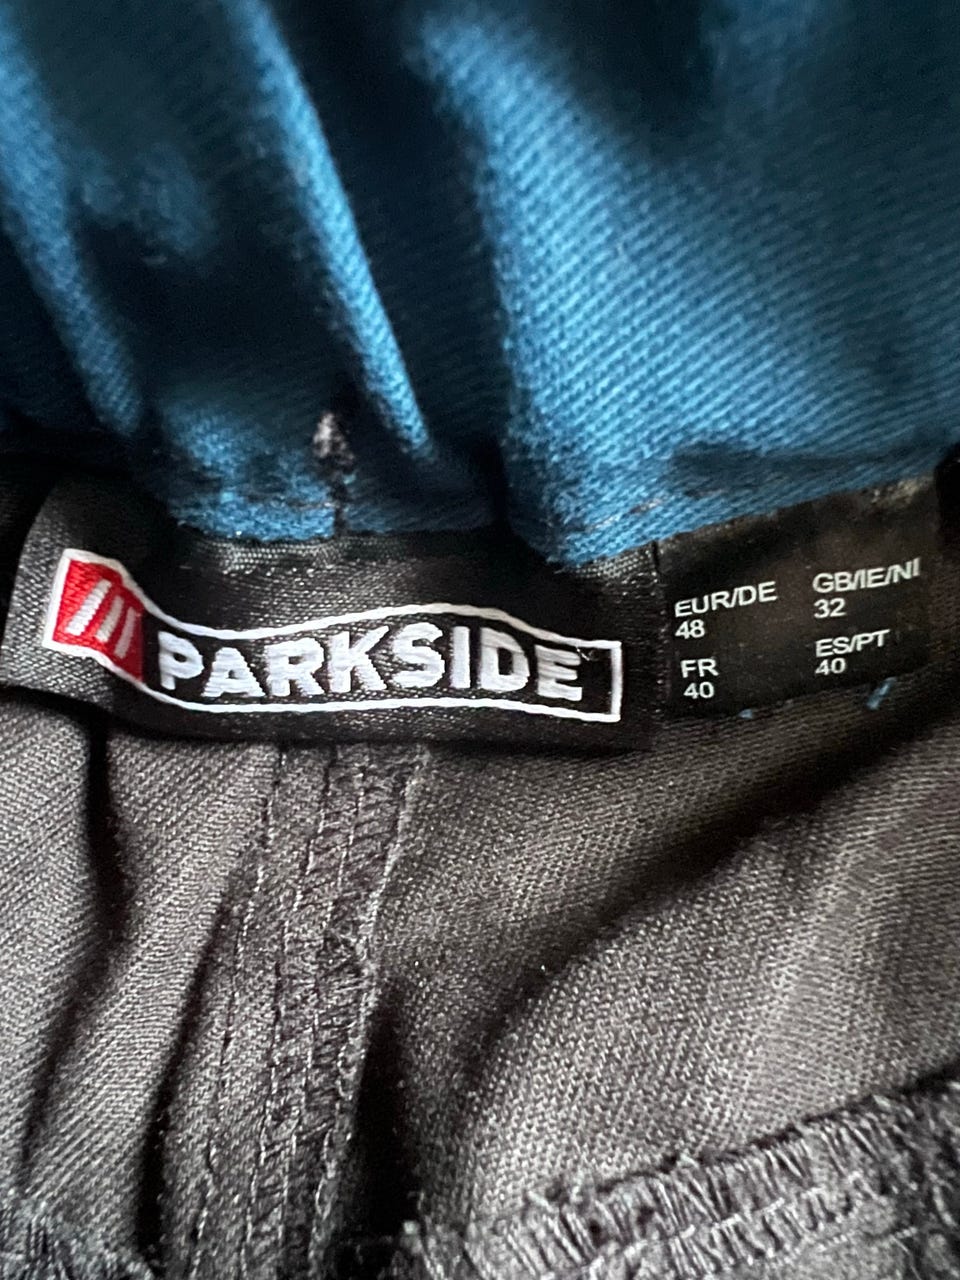 PARKSIDE
EUR/DE
48
FR
40
GB/IE/NI
32
ES/PT
40